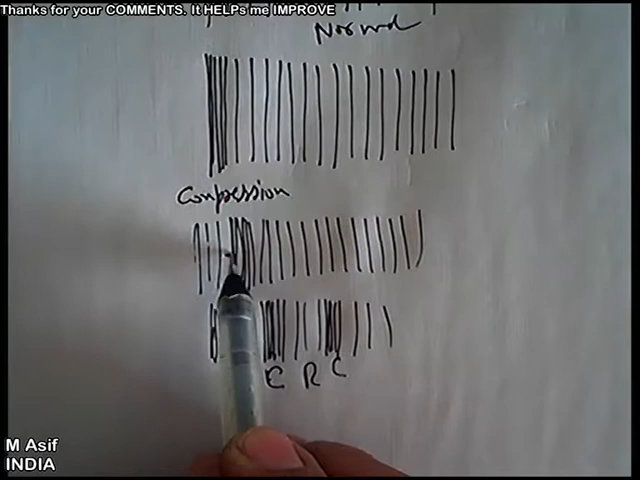 Thanks for your COMMENTS. It HELPs me IMPROVE
Normal
Compression
C R C
M Asif
INDIA